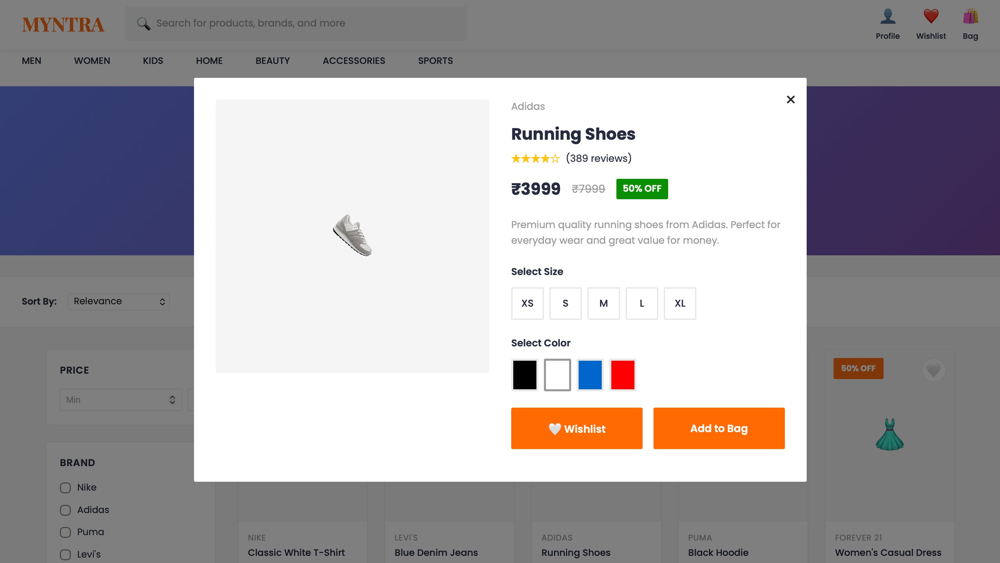 MYNTRA
Search for products, brands, and more
Profile
Wishlist
Bag
MEN
WOMEN
KIDS
HOME
BEAUTY
ACCESSORIES
SPORTS
×
Adidas
Running Shoes
★★★★☆ (389 reviews)
₹3999 ₹7999 50% OFF
Premium quality running shoes from Adidas. Perfect for
everyday wear and great value for money.
Select Size
XS
S
M
L
XL
Select Color
Wishlist
Add to Bag
Sort By: Relevance
PRICE
Min
BRAND
Nike
Adidas
Puma
Levi's
NIKE
Classic White T-Shirt
LEVI'S
Blue Denim Jeans
ADIDAS
Running Shoes
PUMA
Black Hoodie
50% OFF
FOREVER 21
Women's Casual Dress